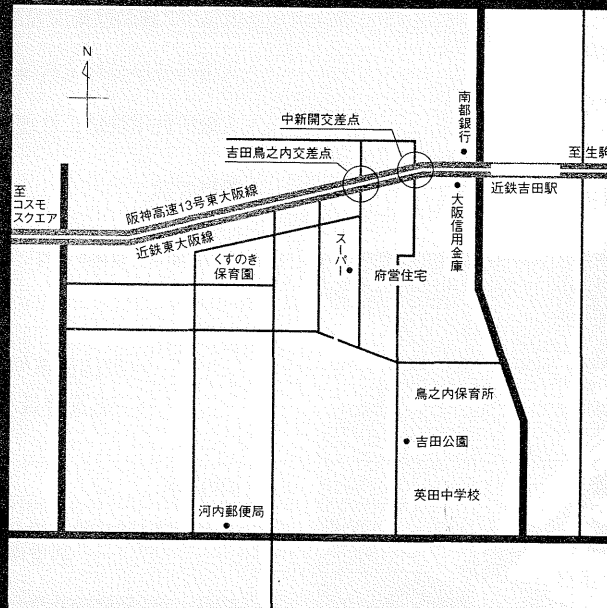 N
南都銀行
中新開交差点
吉田鳥之内交差点
至生駒
近鉄吉田駅
至
コスモ
スクエア
阪神高速13号東大阪線
近鉄東大阪線
大阪信用金庫
くすのき
保育園
スーパー
府営住宅
鳥之内保育所
吉田公園
英田中学校
河内郵便局